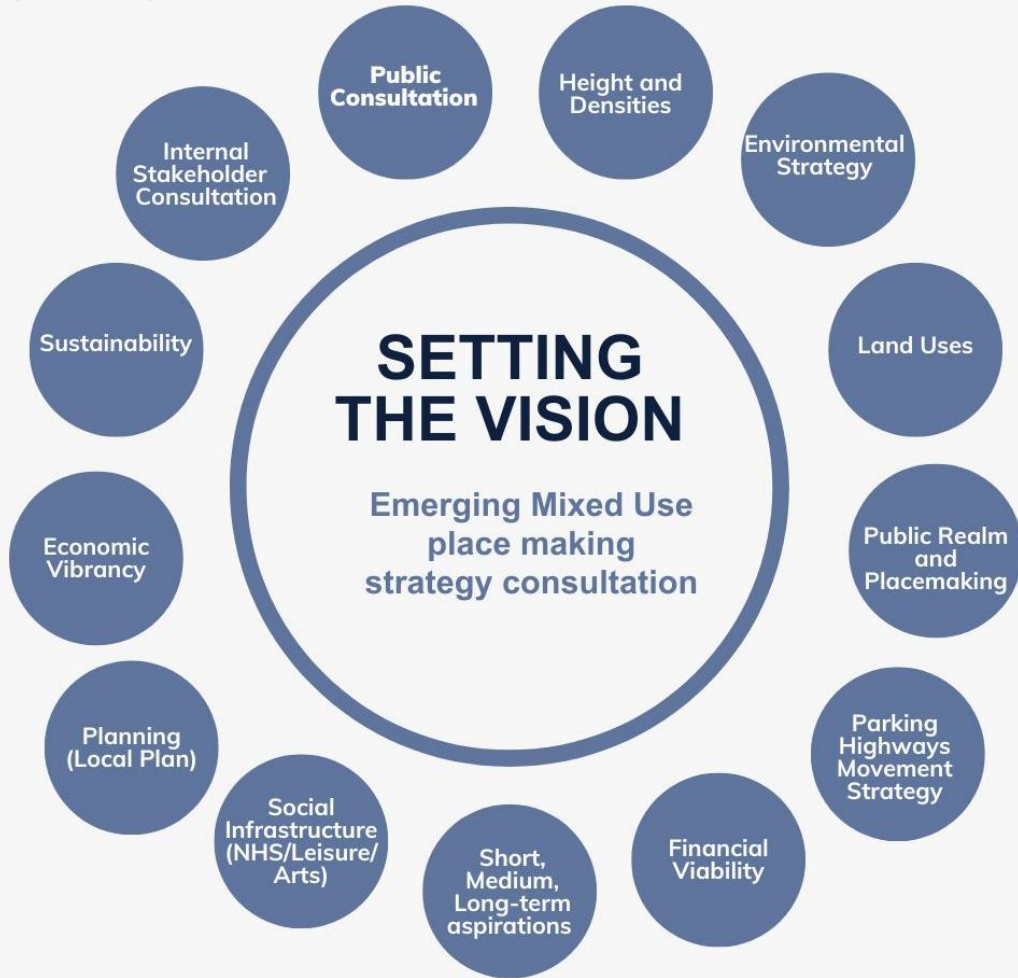 Public
Consultation
Height and
Densities
Environmental
Strategy
Land Uses
Public Realm
and
Placemaking
Parking
Highways
Movement
Strategy
Financial
Viability
Short,
Medium,
Long-term
aspirations
Social
Infrastructure
(NHS/Leisure/
Arts)
Planning
(Local Plan)
Economic
Vibrancy
Sustainability
Internal
Stakeholder
Consultation
SETTING
THE VISION
Emerging Mixed Use
place making
strategy consultation